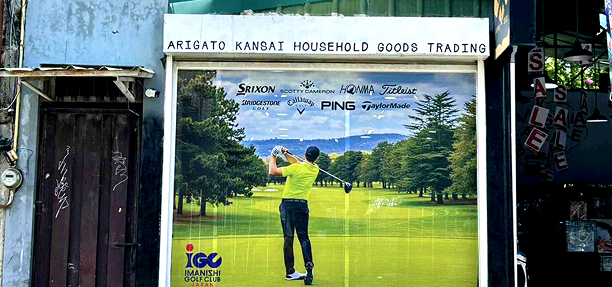 ARIGATO KANSAI HOUSEHOLD GOODS TRADING
SRIXON
SCOTTY CAMERON
HONMA
Titleist
BRIDGESTONE
GOLF
Callaway
PING
TaylorMade
IGC
IMANISHI
GOLF CLUB
JAPAN
SALE
SALE